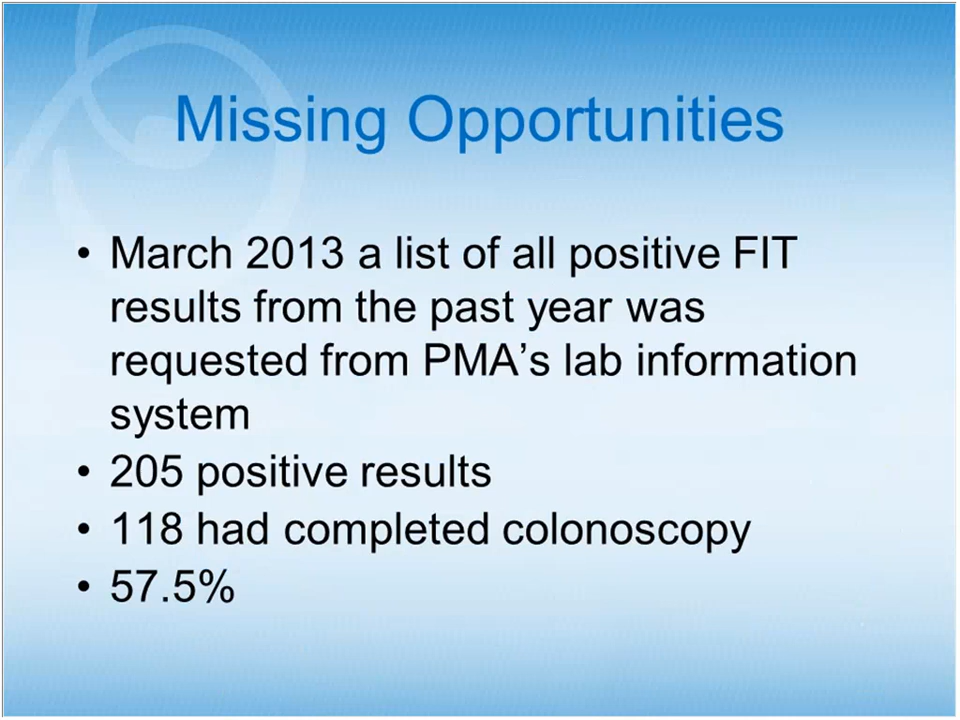 Missing Opportunities
• March 2013 a list of all positive FIT
results from the past year was
requested from PMA’s lab information
system
• 205 positive results
• 118 had completed colonoscopy
• 57.5%